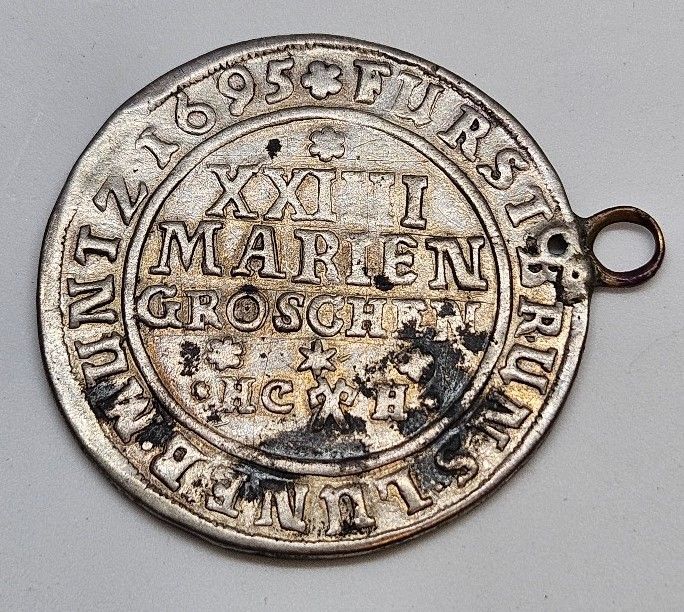 FURST·BRUNS·LUNEB·MUNTZ 1695
XXIIII
MARIEN
GROSCHEN
·HC H